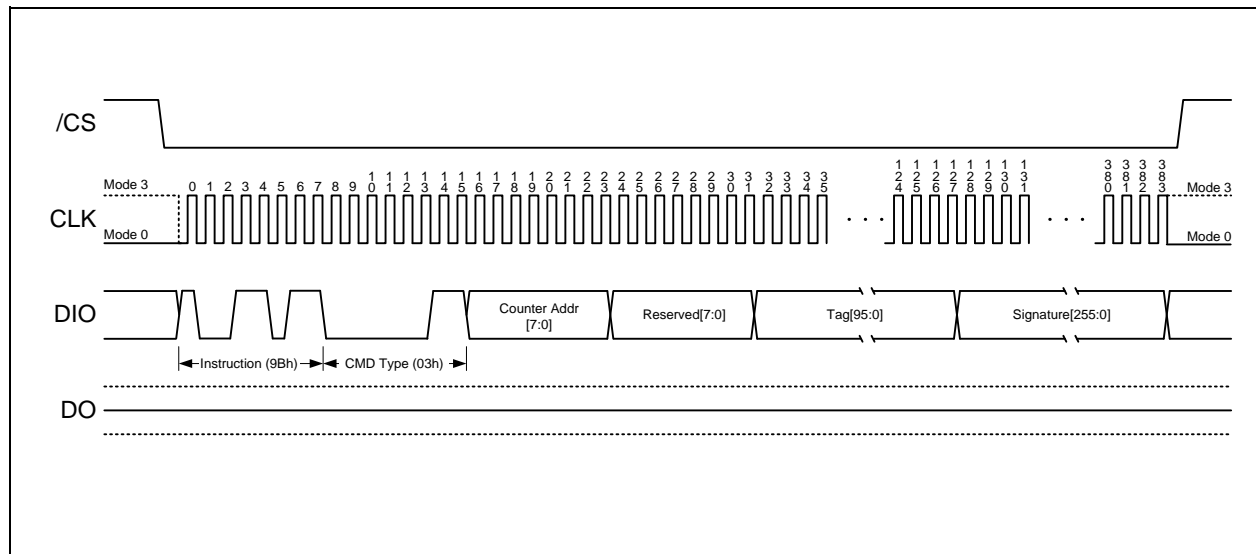 /CS
Mode 3
0 1 2 3 4 5 6 7 8 9 10 11 12 13 14 15 16 17 18 19 20 21 22 23 24 25 26 27 28 29 30 31 32 33 34 35 124 125 126 127 128 129 130 131 380 381 382 383
Mode 3
CLK
. . .
. . .
Mode 0
Mode 0
DIO
Counter Addr
[7:0]
Reserved[7:0]
Tag[95:0]
Signature[255:0]
Instruction (9Bh)
CMD Type (03h)
DO